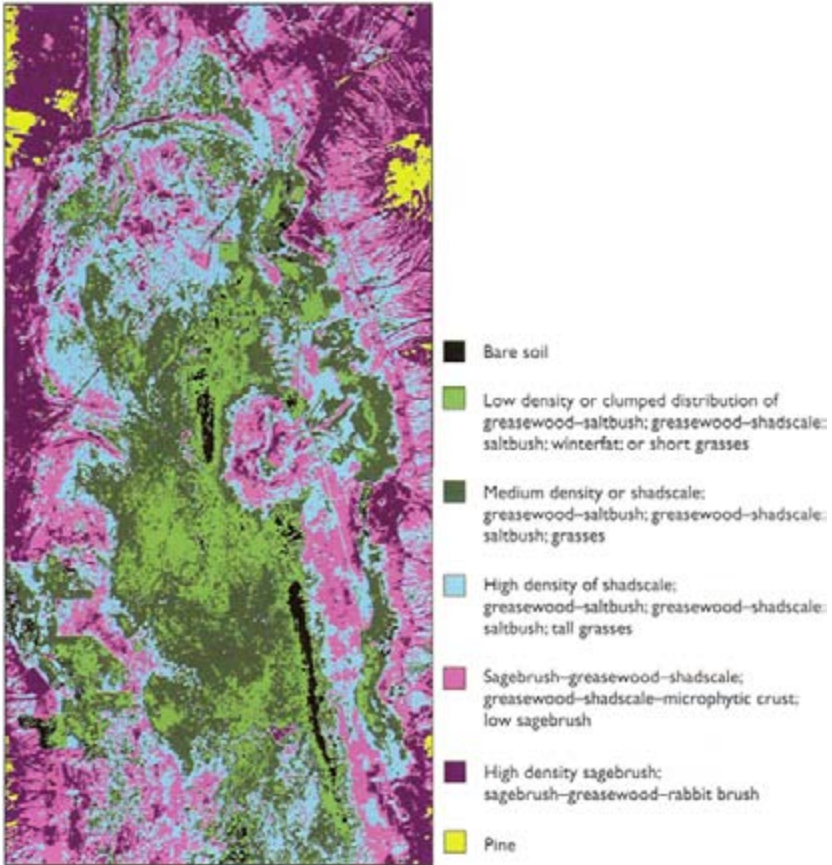 Bare soil
Low density or clumped distribution of
greasewood–saltbush; greasewood–shadscale;
saltbush; winterfat; or short grasses
Medium density or shadscale;
greasewood–saltbush; greasewood–shadscale;
saltbush; grasses
High density of shadscale;
greasewood–saltbush; greasewood–shadscale;
saltbush; tall grasses
Sagebrush–greasewood–shadscale;
greasewood–shadscale–microphytic crust;
low sagebrush
High density sagebrush;
sagebrush–greasewood–rabbit brush
Pine